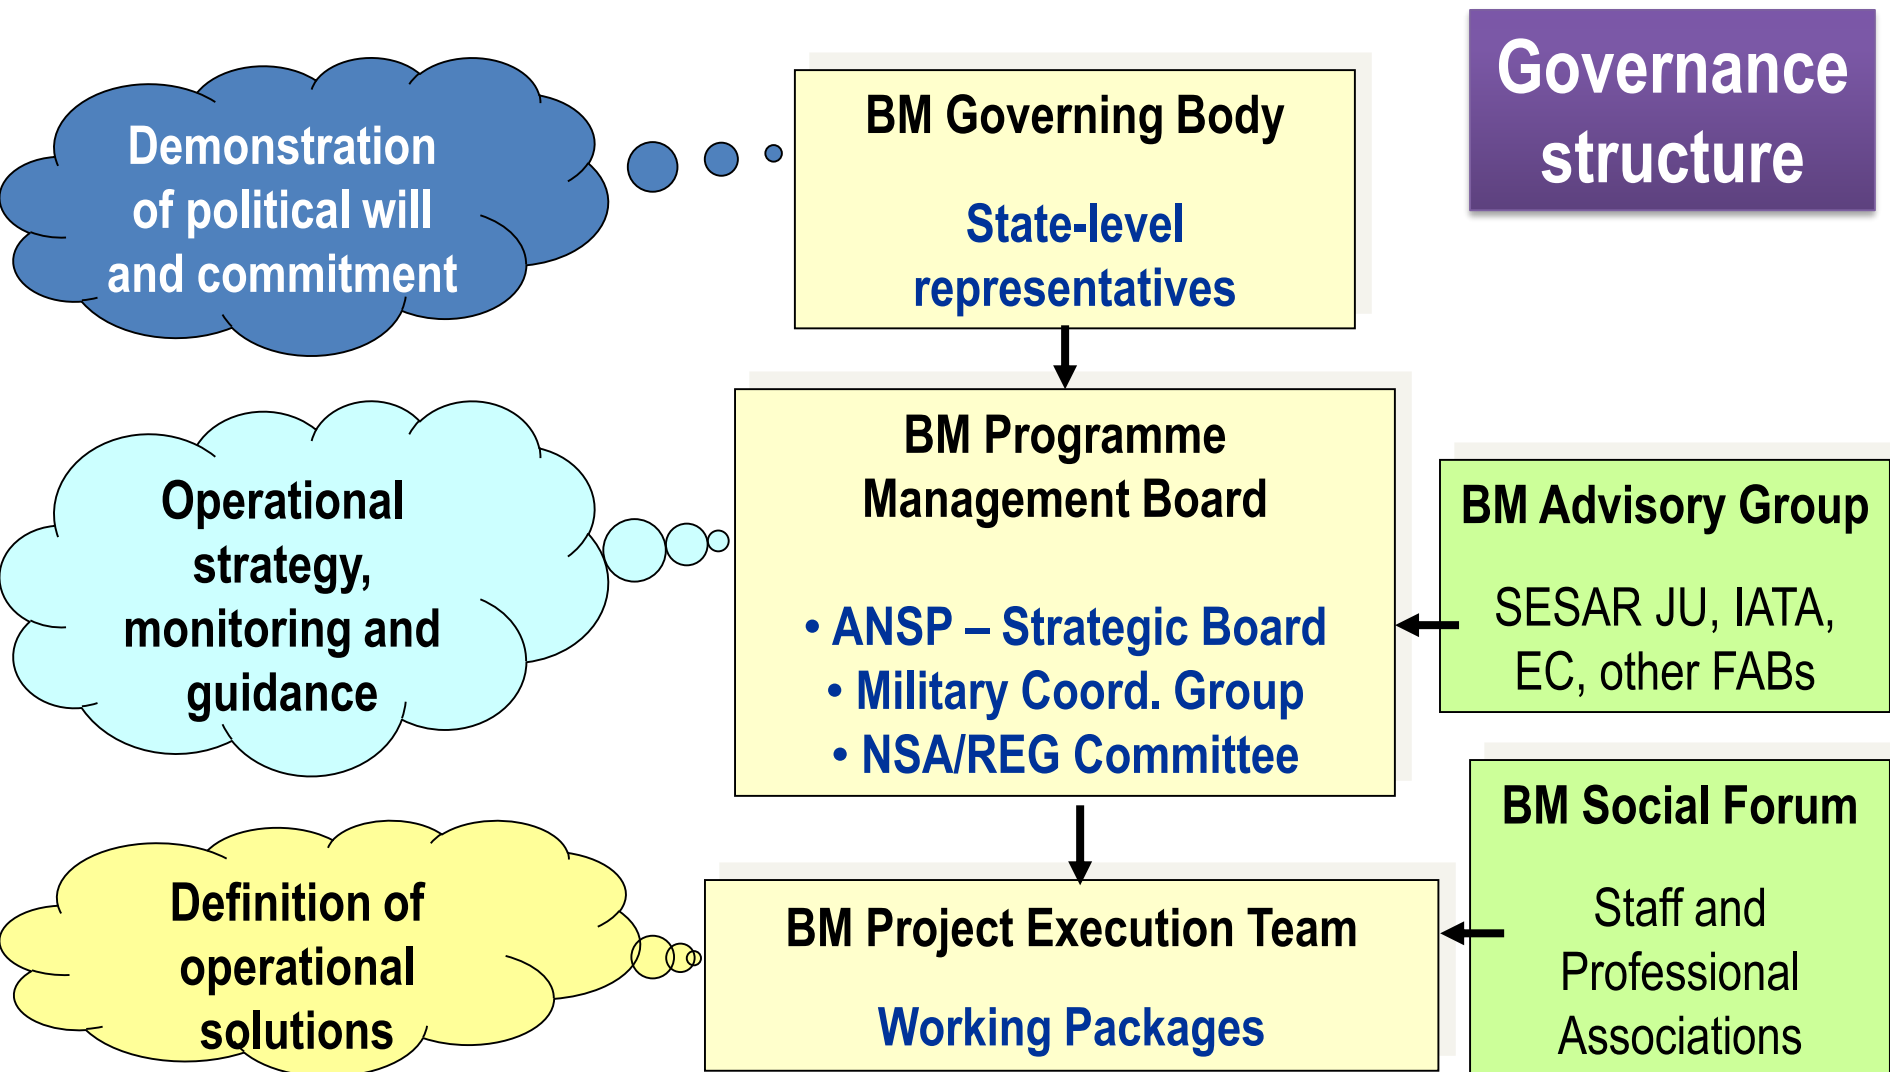 Governance
structure
Demonstration
of political will
and commitment
BM Governing Body
State-level
representatives
Operational
strategy,
monitoring and
guidance
BM Programme
Management Board
• ANSP – Strategic Board
• Military Coord. Group
• NSA/REG Committee
BM Advisory Group
SESAR JU, IATA,
EC, other FABs
Definition of
operational
solutions
BM Project Execution Team
Working Packages
BM Social Forum
Staff and
Professional
Associations